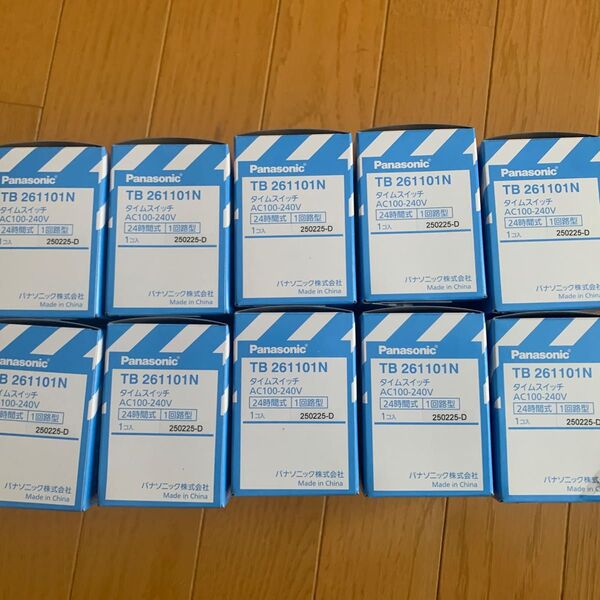 Panasonic
TB 261101N
タイムスイッチ
AC100-240V
24時間式 1回路型
1コ入 250225-D
パナソニック株式会社
Made in China
Panasonic
TB 261101N
タイムスイッチ
AC100-240V
24時間式 1回路型
1コ入 250225-D
パナソニック株式会社
Made in China
Panasonic
TB 261101N
タイムスイッチ
AC100-240V
24時間式 1回路型
1コ入 250225-D
パナソニック株式会社
Made in China
Panasonic
TB 261101N
タイムスイッチ
AC100-240V
24時間式 1回路型
1コ入 250225-D
パナソニック株式会社
Made in China
Panasonic
TB 261101N
タイムスイッチ
AC100-240V
24時間式 1回路型
1コ入 250225-D
パナソニック株式会社
Made in China
Panasonic
TB 261101N
タイムスイッチ
AC100-240V
24時間式 1回路型
1コ入 250225-D
パナソニック株式会社
Made in China
Panasonic
TB 261101N
タイムスイッチ
AC100-240V
24時間式 1回路型
1コ入 250225-D
パナソニック株式会社
Made in China
Panasonic
TB 261101N
タイムスイッチ
AC100-240V
24時間式 1回路型
1コ入 250225-D
パナソニック株式会社
Made in China
Panasonic
TB 261101N
タイムスイッチ
AC100-240V
24時間式 1回路型
1コ入 250225-D
パナソニック株式会社
Made in China
Panasonic
TB 261101N
タイムスイッチ
AC100-240V
24時間式 1回路型
1コ入 250225-D
パナソニック株式会社
Made in China